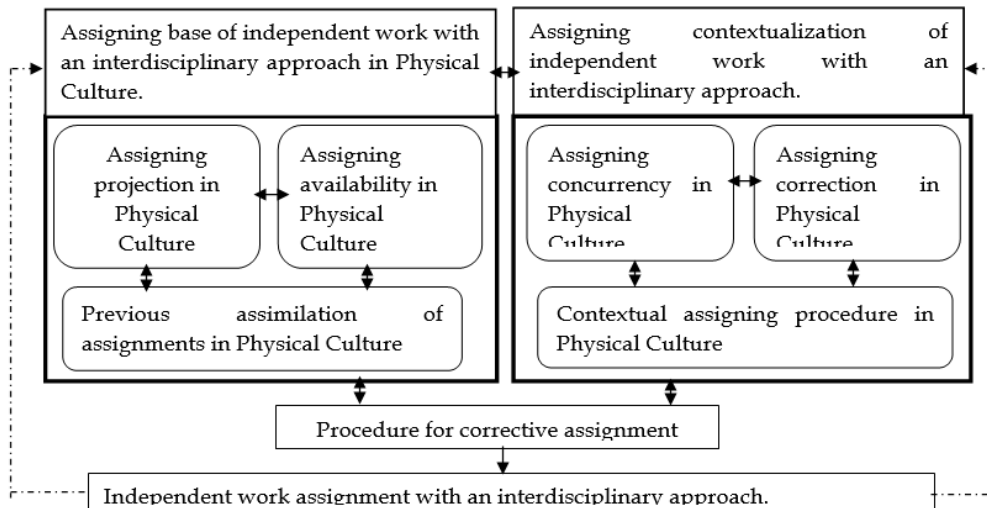 Assigning base of independent work with
an interdisciplinary approach in Physical
Culture.
Assigning contextualization of
independent work with an
interdisciplinary approach.
Assigning
projection in
Physical
Culture
Assigning
availability in
Physical
Culture
Assigning
concurrency in
Physical
Culture
Assigning
correction in
Physical
Culture
Previous assimilation of
assignments in Physical Culture
Contextual assigning procedure in
Physical Culture
Procedure for corrective assignment
Independent work assignment with an interdisciplinary approach.